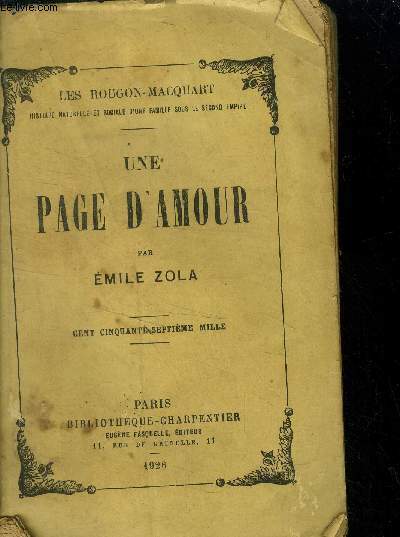 LES ROUGON-MACQUART
HISTOIRE NATURELLE ET SOCIALE D'UNE FAMILLE SOUS LE SECOND EMPIRE
UNE
PAGE D'AMOUR
PAR
ÉMILE ZOLA
CENT CINQUANTE-SEPTIÈME MILLE
PARIS
BIBLIOTHÈQUE-CHARPENTIER
EUGÈNE FASQUELLE, ÉDITEUR
11, RUE DE GRENELLE, 11
1926